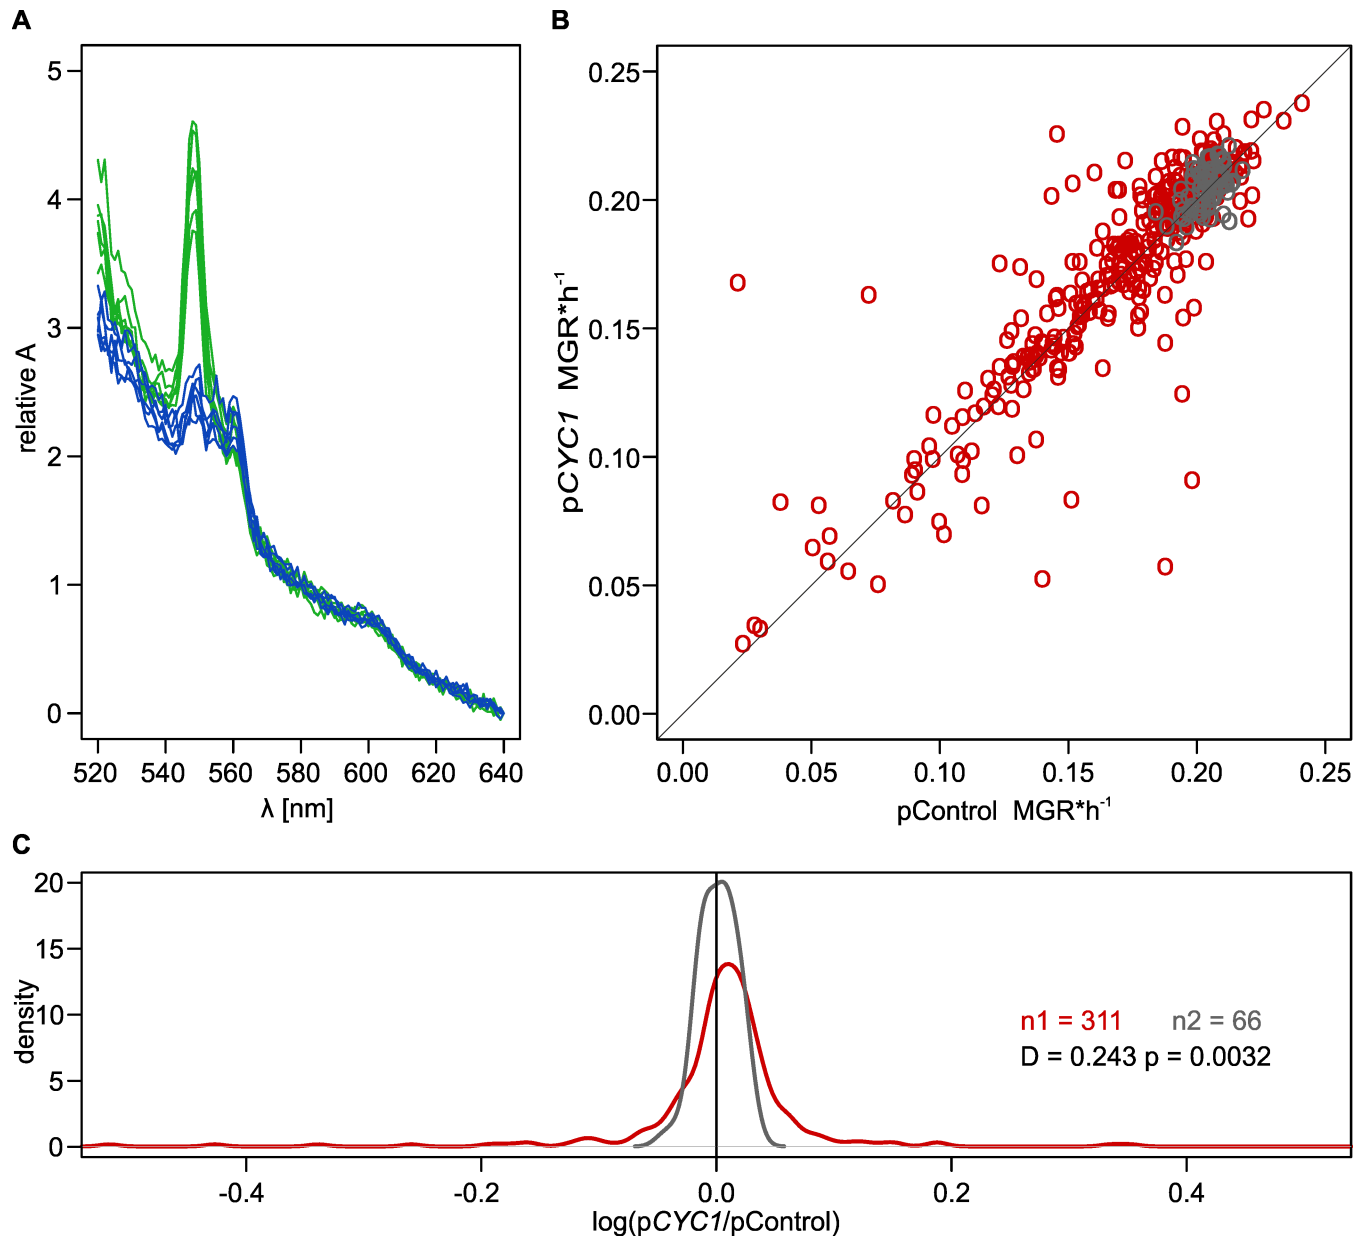 A
5
4
3
2
1
0
relative A
520 540 560 580 600 620 640
λ [nm]
B
0.25
0.20
0.15
0.10
0.05
0.00
pCYC1 MGR*h⁻¹
0.00 0.05 0.10 0.15 0.20 0.25
pControl MGR*h⁻¹
C
20
15
10
5
0
density
n1 = 311 n2 = 66
D = 0.243 p = 0.0032
-0.4 -0.2 0.0 0.2 0.4
log(pCYC1/pControl)